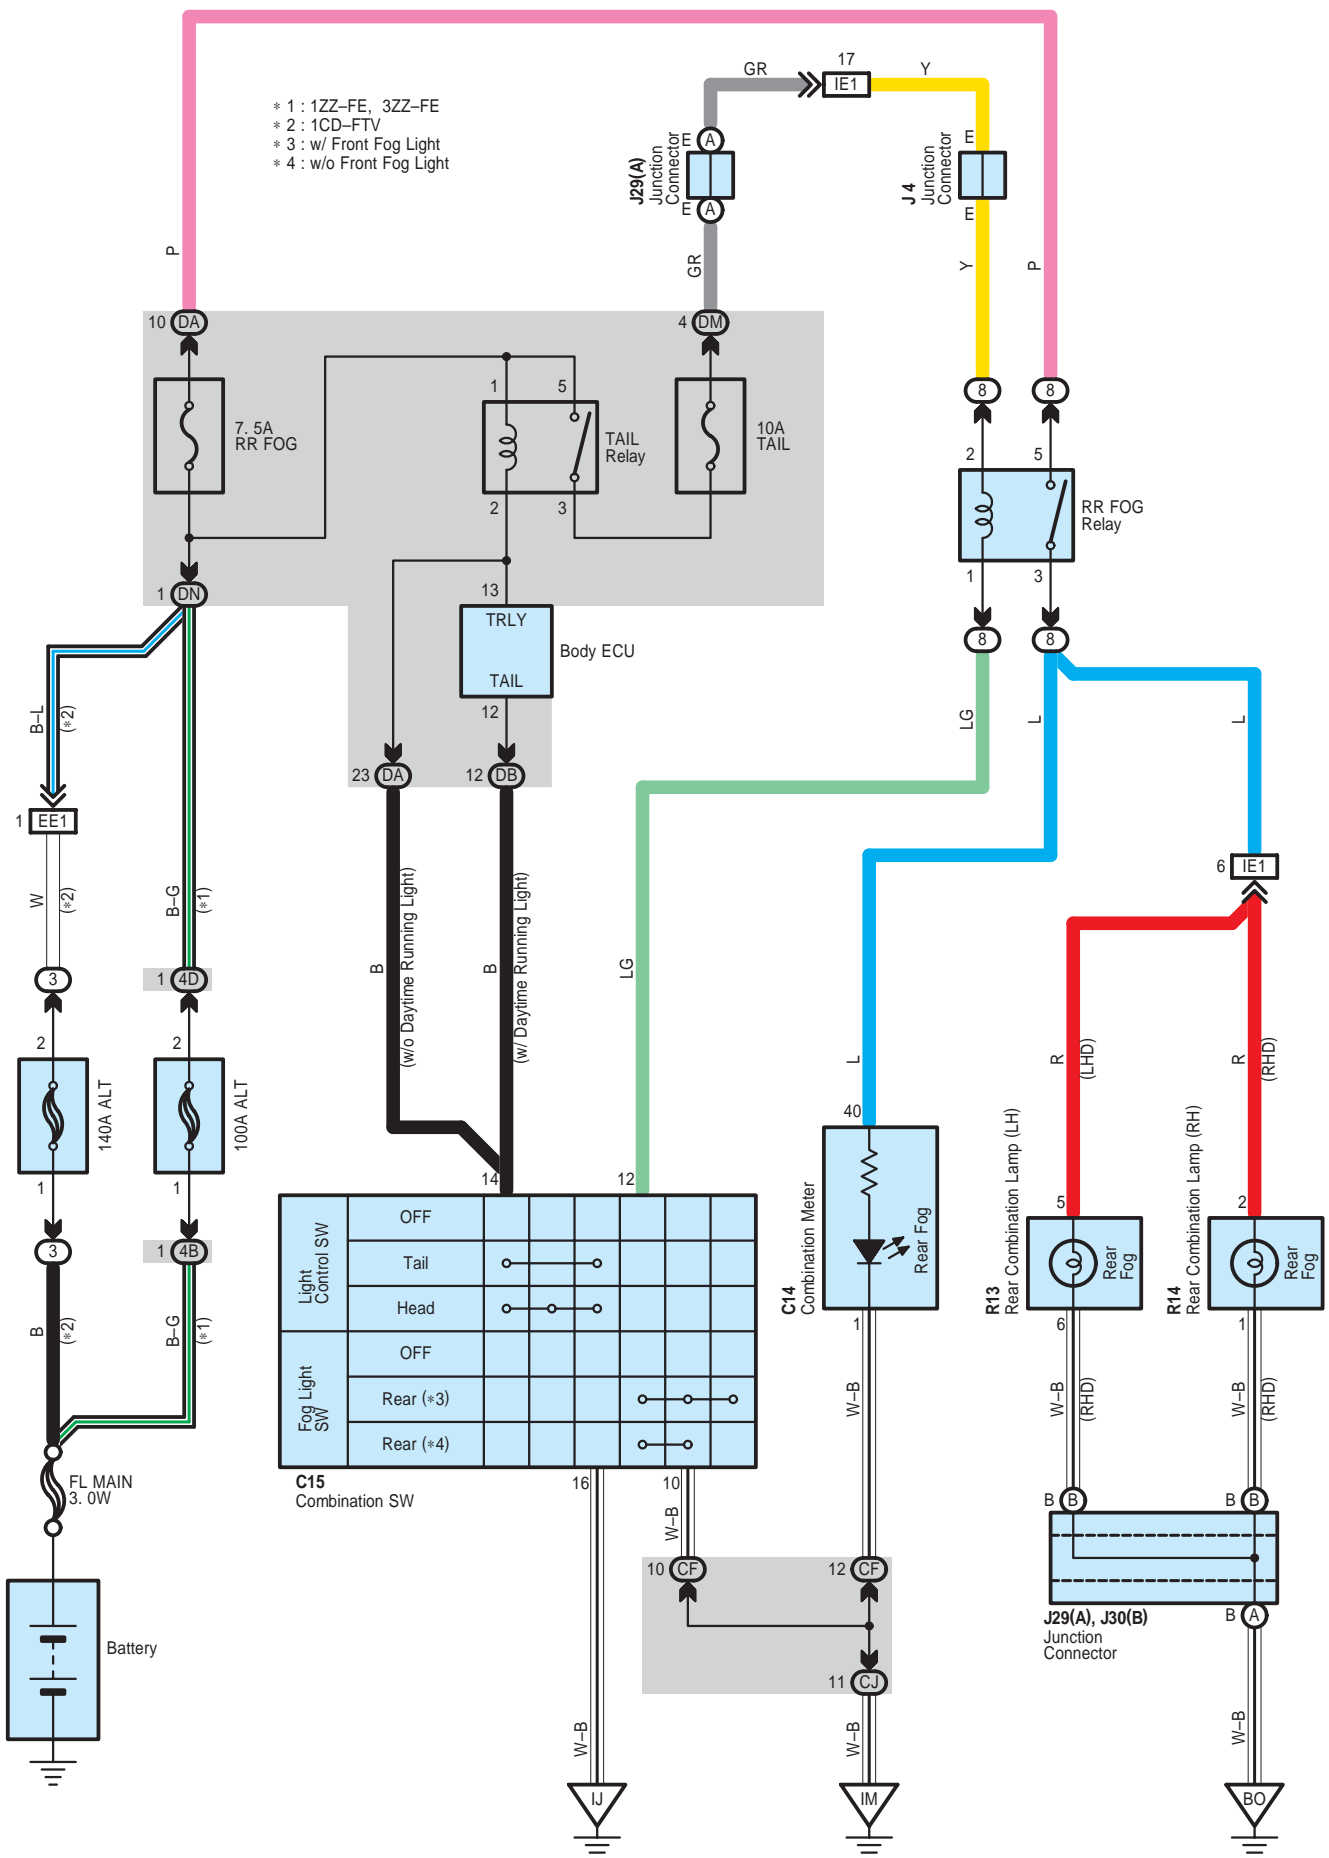 GR
17
IE1
Y
* 1 : 1ZZ–FE, 3ZZ–FE
* 2 : 1CD–FTV
* 3 : w/ Front Fog Light
* 4 : w/o Front Fog Light
E
A
J29(A)
Junction
Connector
E
A
E
J 4
Junction
Connector
E
P
GR
Y
P
10
DA
4
DM
8
8
7. 5A
RR FOG
1
5
2
3
TAIL
Relay
10A
TAIL
2
5
1
3
RR FOG
Relay
1
DN
13
TRLY
TAIL
12
Body ECU
8
8
B–L
(*2)
LG
L
L
23
DA
12
DB
1
EE1
6
IE1
W
(*2)
B–G
(*1)
B
(w/o Daytime Running Light)
B
(w/ Daytime Running Light)
LG
3
1
4D
2
2
140A ALT
100A ALT
1
1
L
R
(LHD)
R
(RHD)
40
14
12
5
2
3
1
4B
Light
Control SW
OFF
Tail
Head
Fog Light
SW
OFF
Rear (*3)
Rear (*4)
C15
Combination SW
C14
Combination Meter
Rear Fog
R13
Rear Combination Lamp (LH)
Rear
Fog
R14
Rear Combination Lamp (RH)
Rear
Fog
B
(*2)
B–G
(*1)
1
6
1
W–B
W–B
(RHD)
W–B
(RHD)
FL MAIN
3. 0W
16
10
W–B
B
B
B
B
10
CF
12
CF
J29(A), J30(B)
Junction
Connector
B
A
Battery
11
CJ
W–B
W–B
W–B
IJ
IM
BO